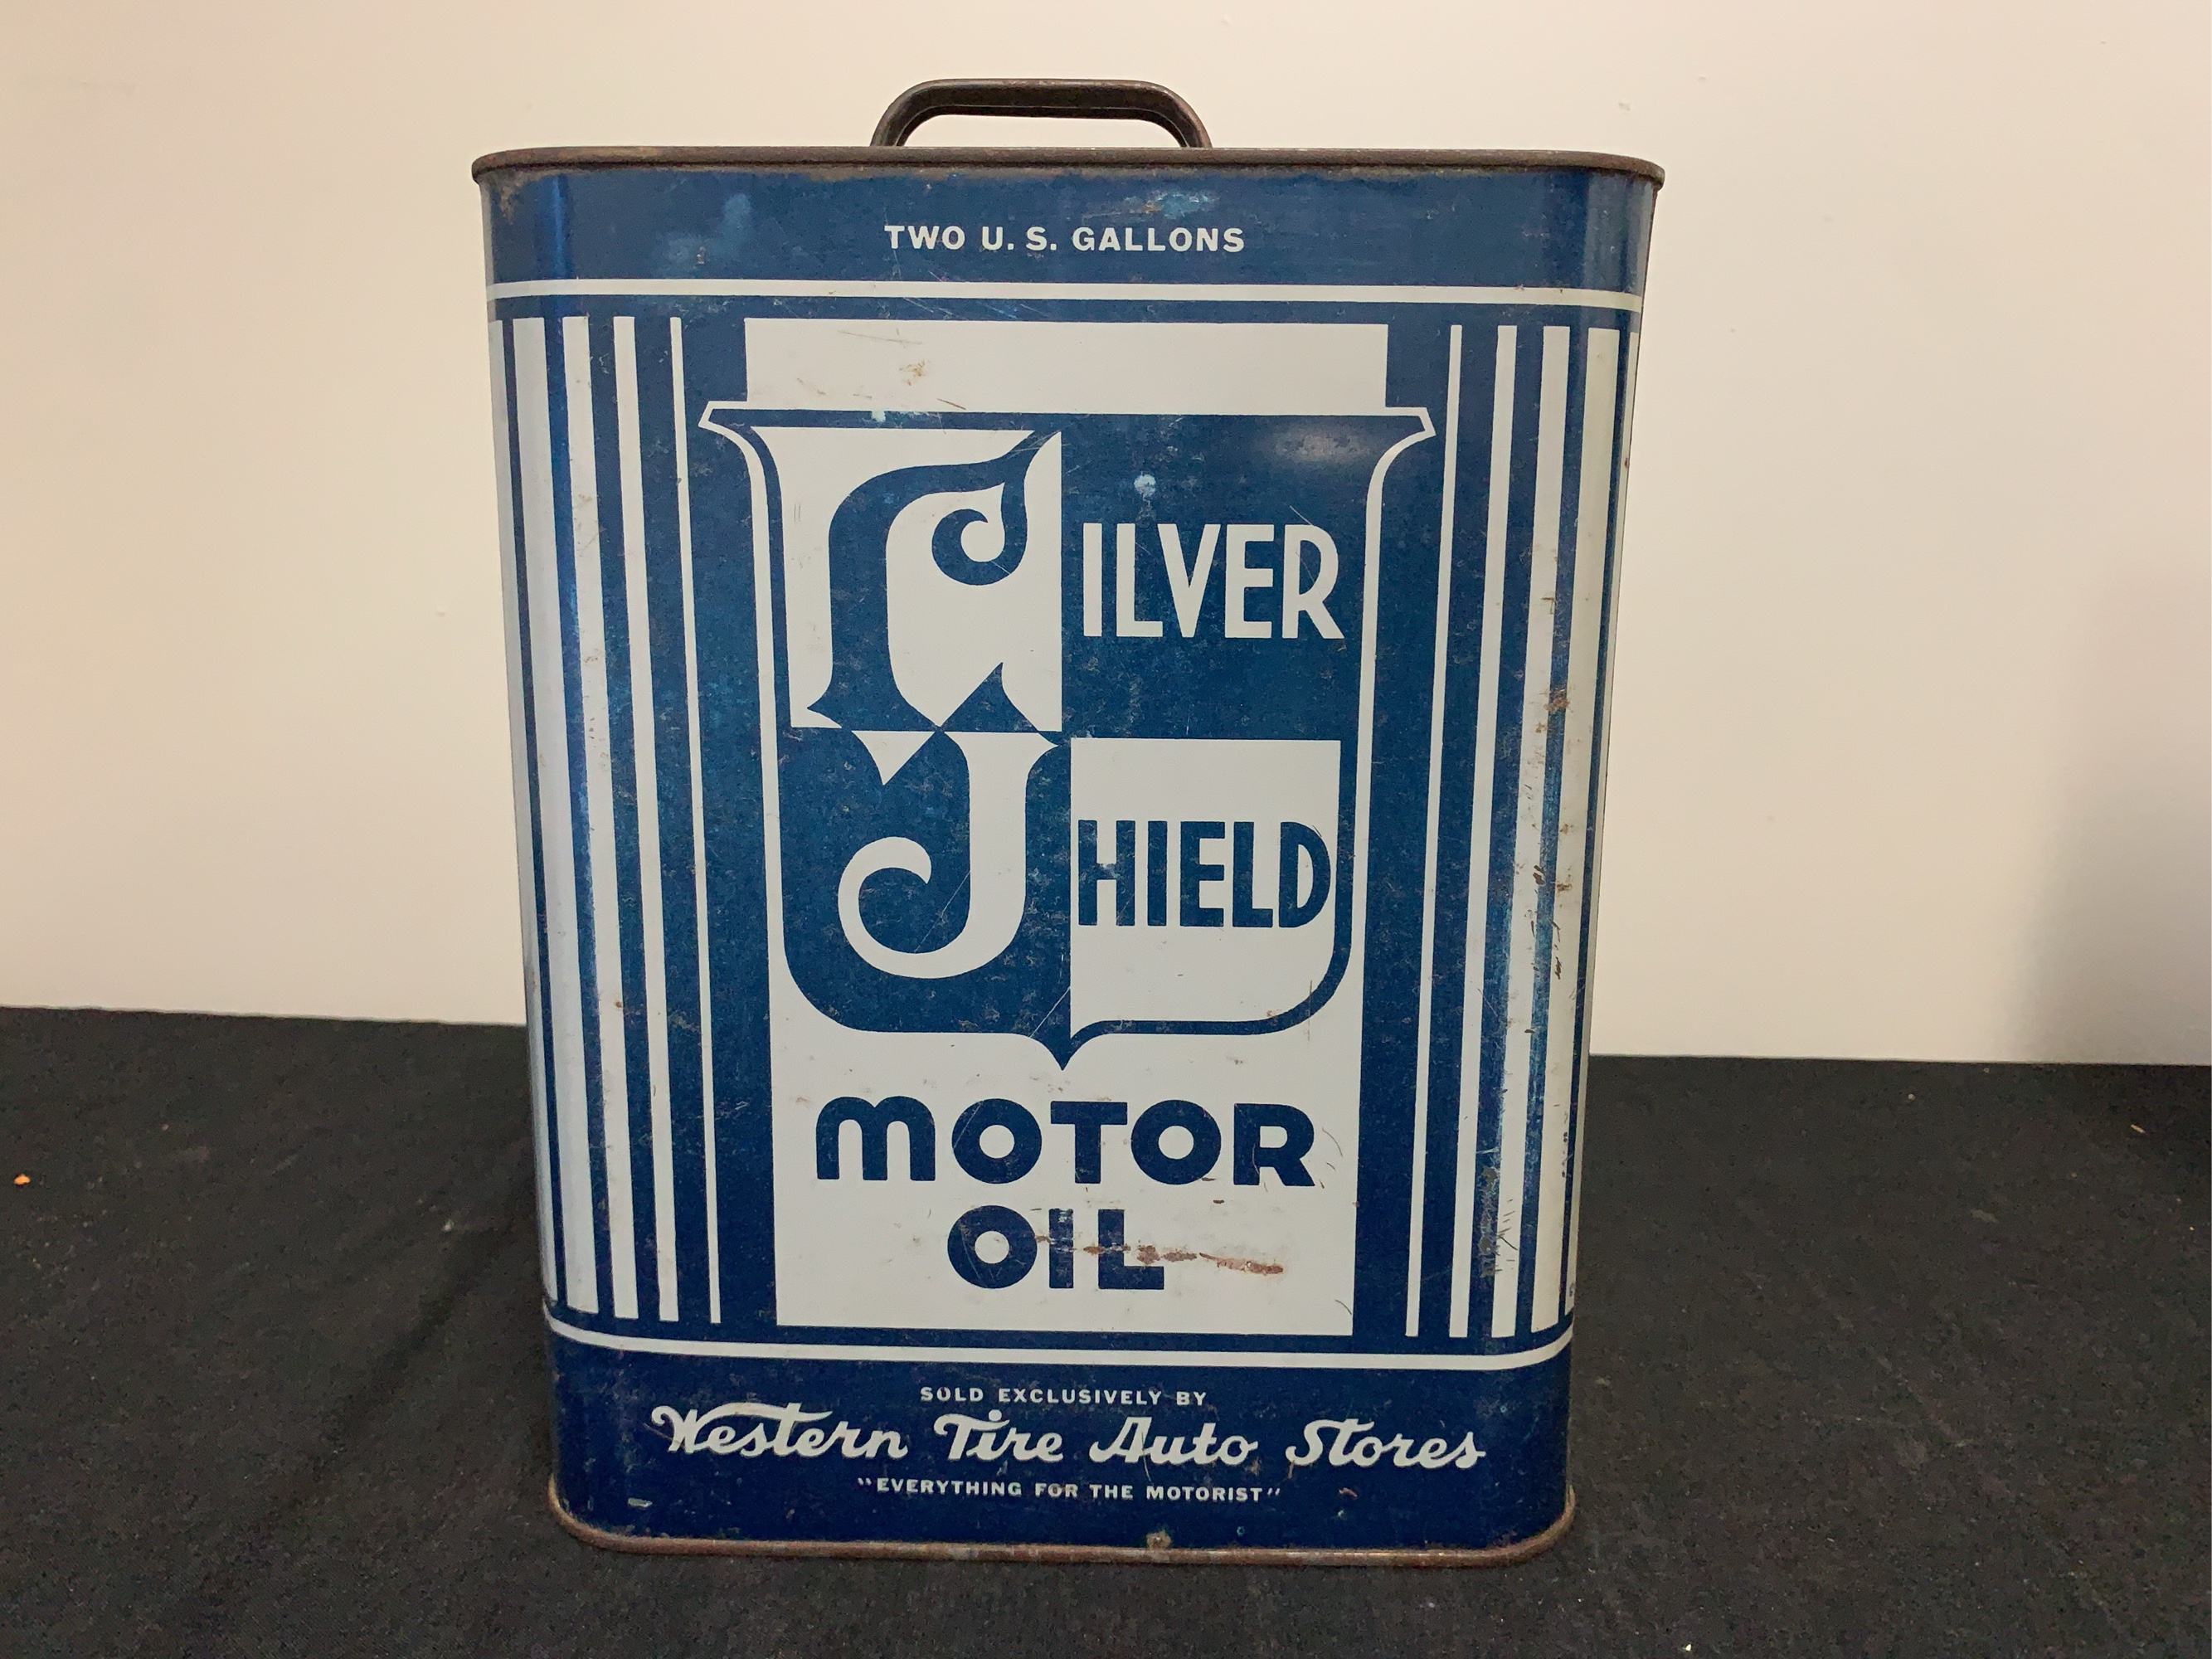 TWO U. S. GALLONS
SILVER
SHIELD
MOTOR
OIL
SOLD EXCLUSIVELY BY
Western Tire Auto Stores
"EVERYTHING FOR THE MOTORIST"